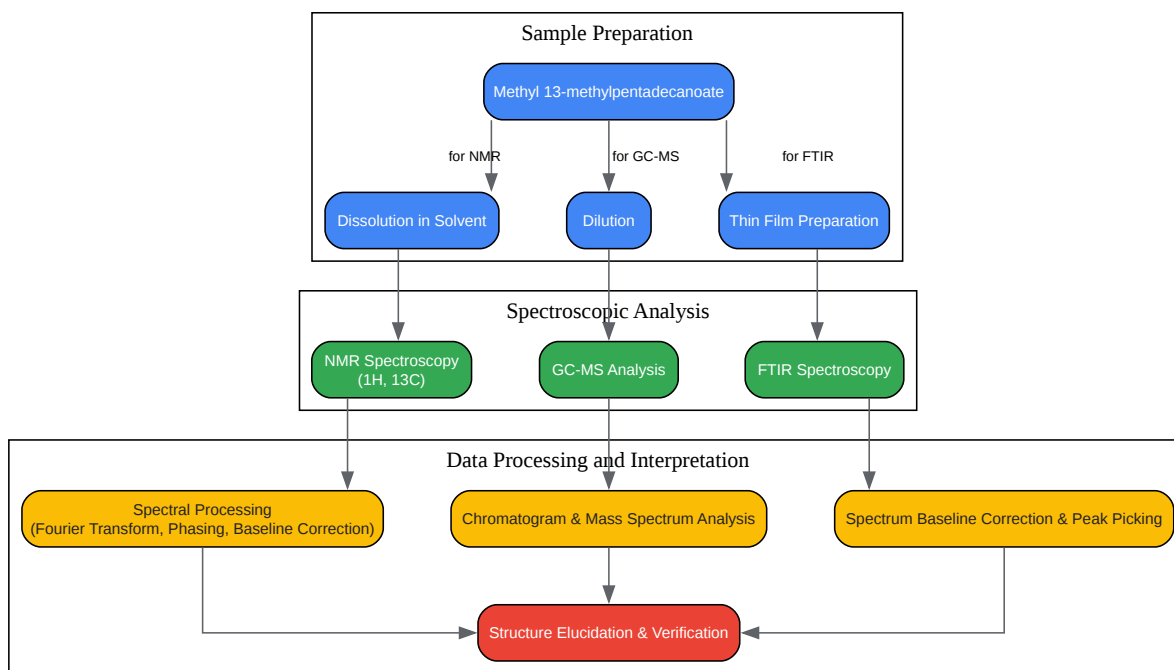 Sample Preparation
Methyl 13-methylpentadecanoate
for NMR
for GC-MS
for FTIR
Dissolution in Solvent
Dilution
Thin Film Preparation
Spectroscopic Analysis
NMR Spectroscopy
(1H, 13C)
GC-MS Analysis
FTIR Spectroscopy
Data Processing and Interpretation
Spectral Processing
(Fourier Transform, Phasing, Baseline Correction)
Chromatogram & Mass Spectrum Analysis
Spectrum Baseline Correction & Peak Picking
Structure Elucidation & Verification